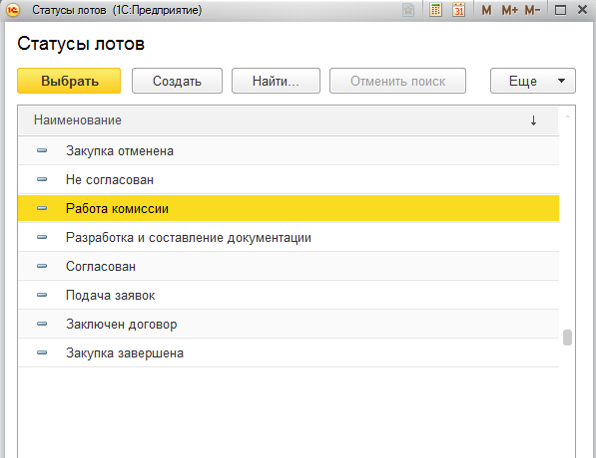 Статусы лотов (1С:Предприятие)
31 M M+ M-
Статусы лотов
Выбрать Создать Найти... Отменить поиск Еще
Наименование
Закупка отменена
Не согласован
Работа комиссии
Разработка и составление документации
Согласован
Подача заявок
Заключен договор
Закупка завершена